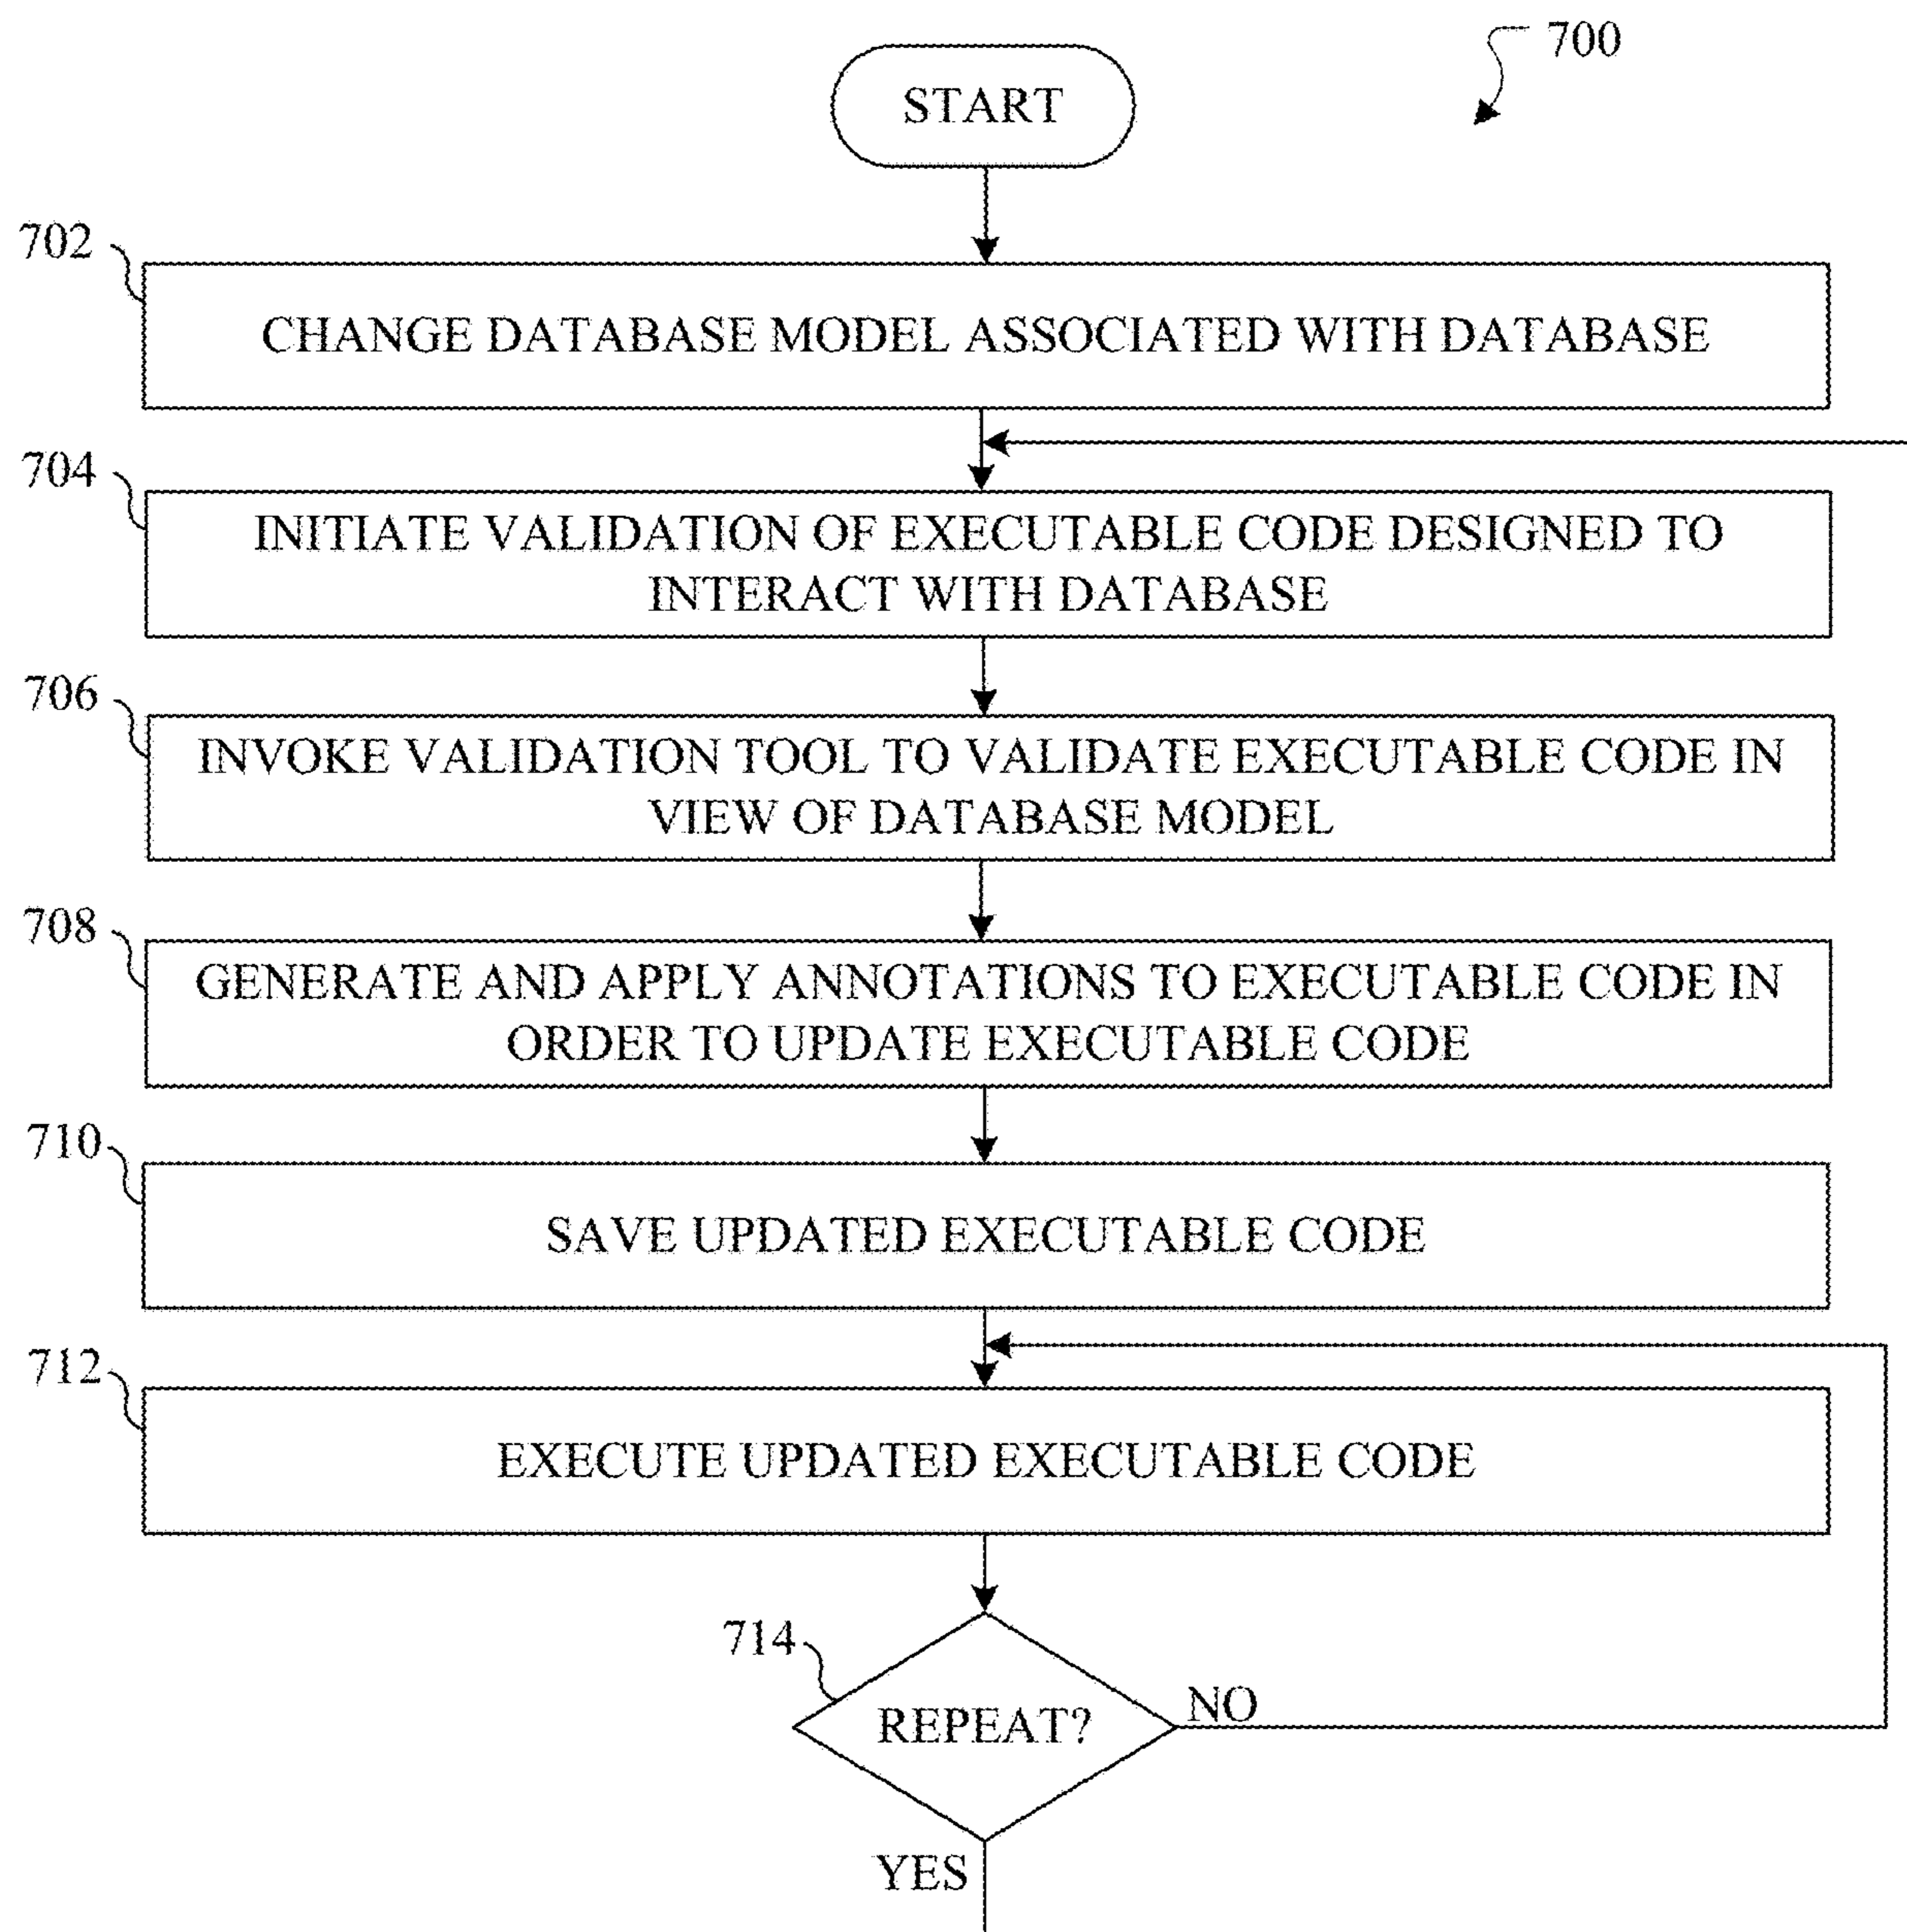 700
START
702
CHANGE DATABASE MODEL ASSOCIATED WITH DATABASE
704
INITIATE VALIDATION OF EXECUTABLE CODE DESIGNED TO
INTERACT WITH DATABASE
706
INVOKE VALIDATION TOOL TO VALIDATE EXECUTABLE CODE IN
VIEW OF DATABASE MODEL
708
GENERATE AND APPLY ANNOTATIONS TO EXECUTABLE CODE IN
ORDER TO UPDATE EXECUTABLE CODE
710
SAVE UPDATED EXECUTABLE CODE
712
EXECUTE UPDATED EXECUTABLE CODE
714
REPEAT?
NO
YES